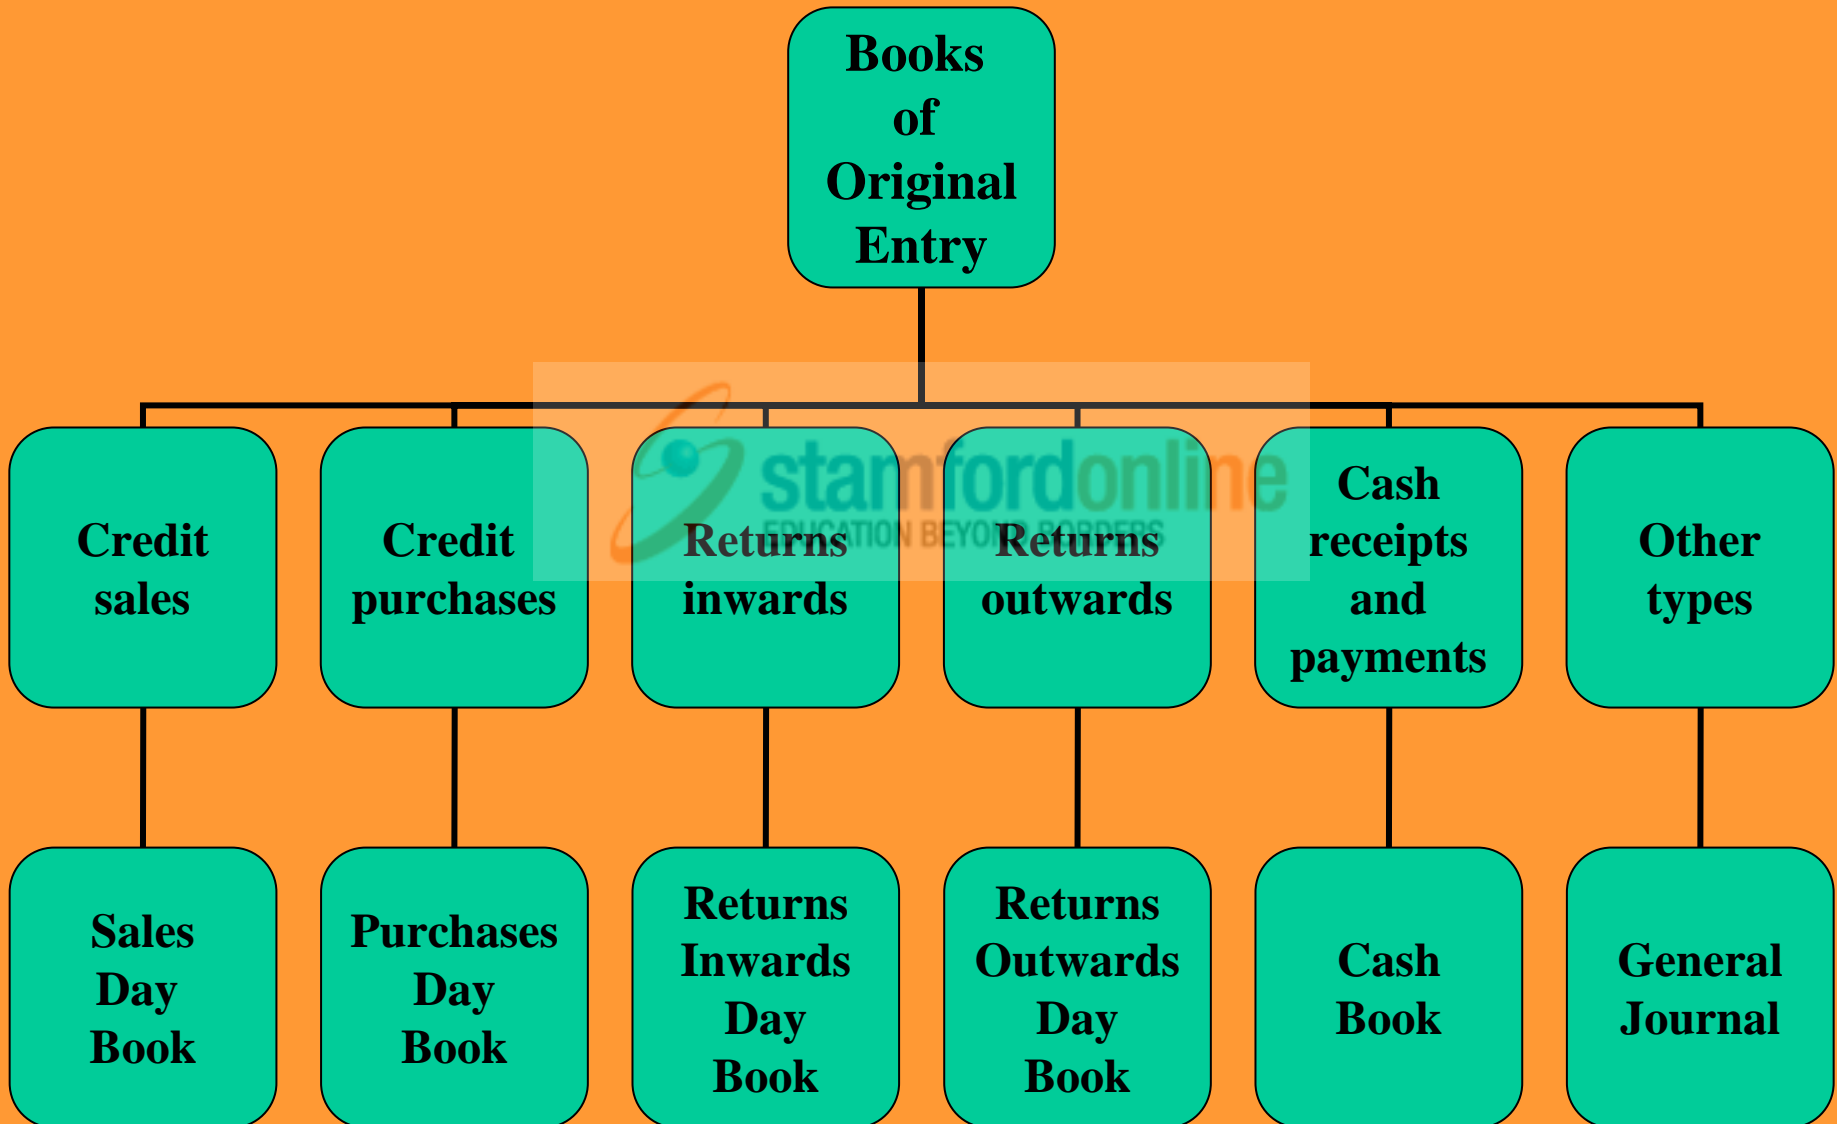 Books
of
Original
Entry
stamfordonline
EDUCATION BEYOND BORDERS
Credit
sales
Credit
purchases
Returns
inwards
Returns
outwards
Cash
receipts
and
payments
Other
types
Sales
Day
Book
Purchases
Day
Book
Returns
Inwards
Day
Book
Returns
Outwards
Day
Book
Cash
Book
General
Journal